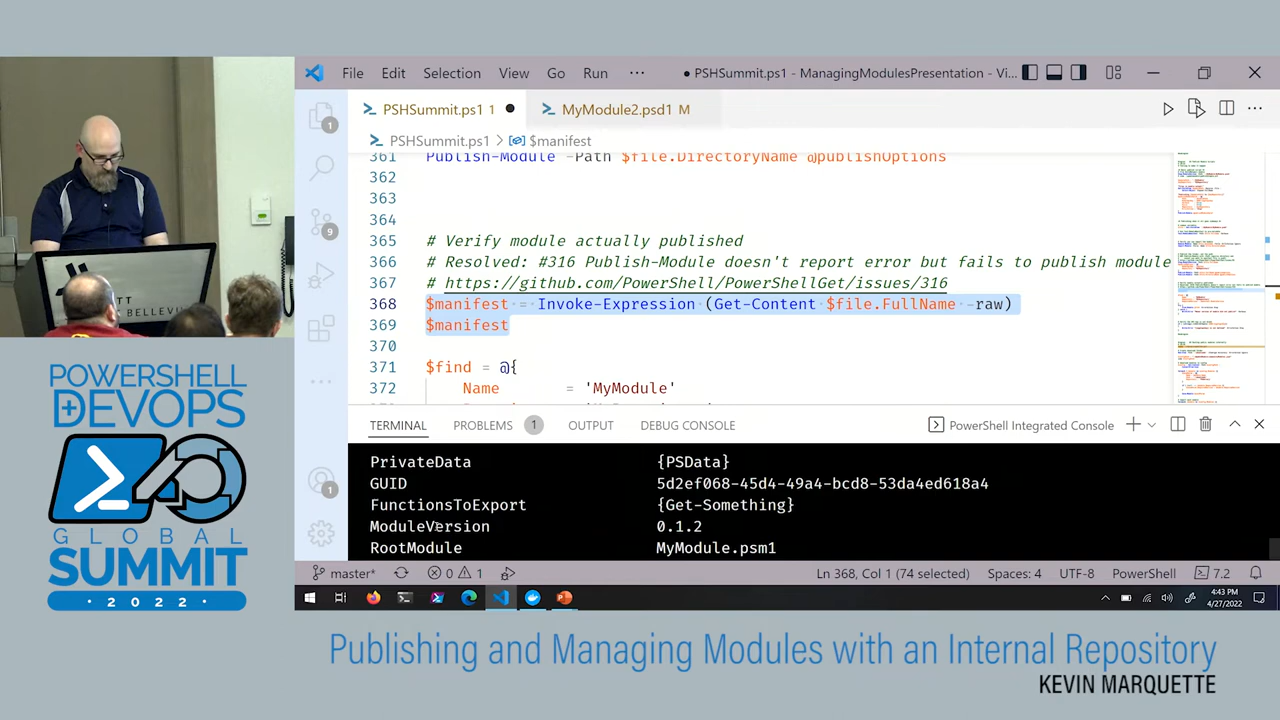 File Edit Selection View Go Run ··· ● PSHSummit.ps1 - ManagingModulesPresentation - Vi...
PSHSummit.ps1 1 ● MyModule2.psd1 M
PSHSummit.ps1 > $manifest
361 Publish-Module -Path $file.DirectoryName @publishOptions
362
363
364
365 # Verify module actually published
366 # Resolves #316 Publish-Module doesn't report error but fails to publish module
367 # https://github.com/PowerShell/PowerShellGet/issues/316
368 $manifest = Invoke-Expression (Get-Content $file.FullName -raw)
369 $manifest
370
371 $find = @{
372 Name = 'MyModule'
TERMINAL PROBLEMS 1 OUTPUT DEBUG CONSOLE PowerShell Integrated Console
PrivateData {PSData}
GUID 5d2ef068-45d4-49a4-bcd8-53da4ed618a4
FunctionsToExport {Get-Something}
ModuleVersion 0.1.2
RootModule MyModule.psm1
master* 0 1 Ln 368, Col 1 (74 selected) Spaces: 4 UTF-8 PowerShell 7.2
4:43 PM
4/27/2022
POWERSHELL
+DEVOPS
GLOBAL
SUMMIT
· 2022 ·
Publishing and Managing Modules with an Internal Repository
KEVIN MARQUETTE